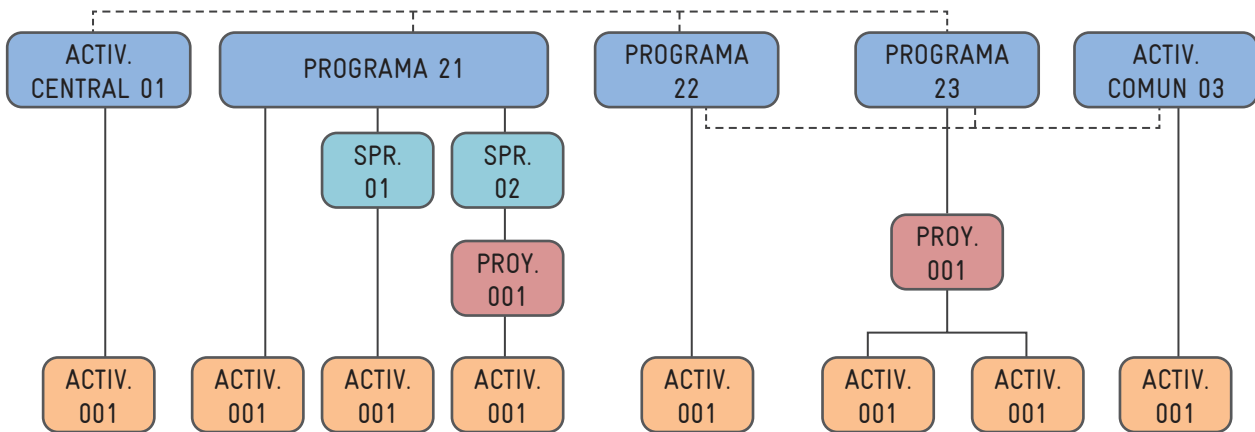 ACTIV.
CENTRAL 01
PROGRAMA 21
PROGRAMA
22
PROGRAMA
23
ACTIV.
COMUN 03
SPR.
01
SPR.
02
PROY.
001
PROY.
001
ACTIV.
001
ACTIV.
001
ACTIV.
001
ACTIV.
001
ACTIV.
001
ACTIV.
001
ACTIV.
001
ACTIV.
001